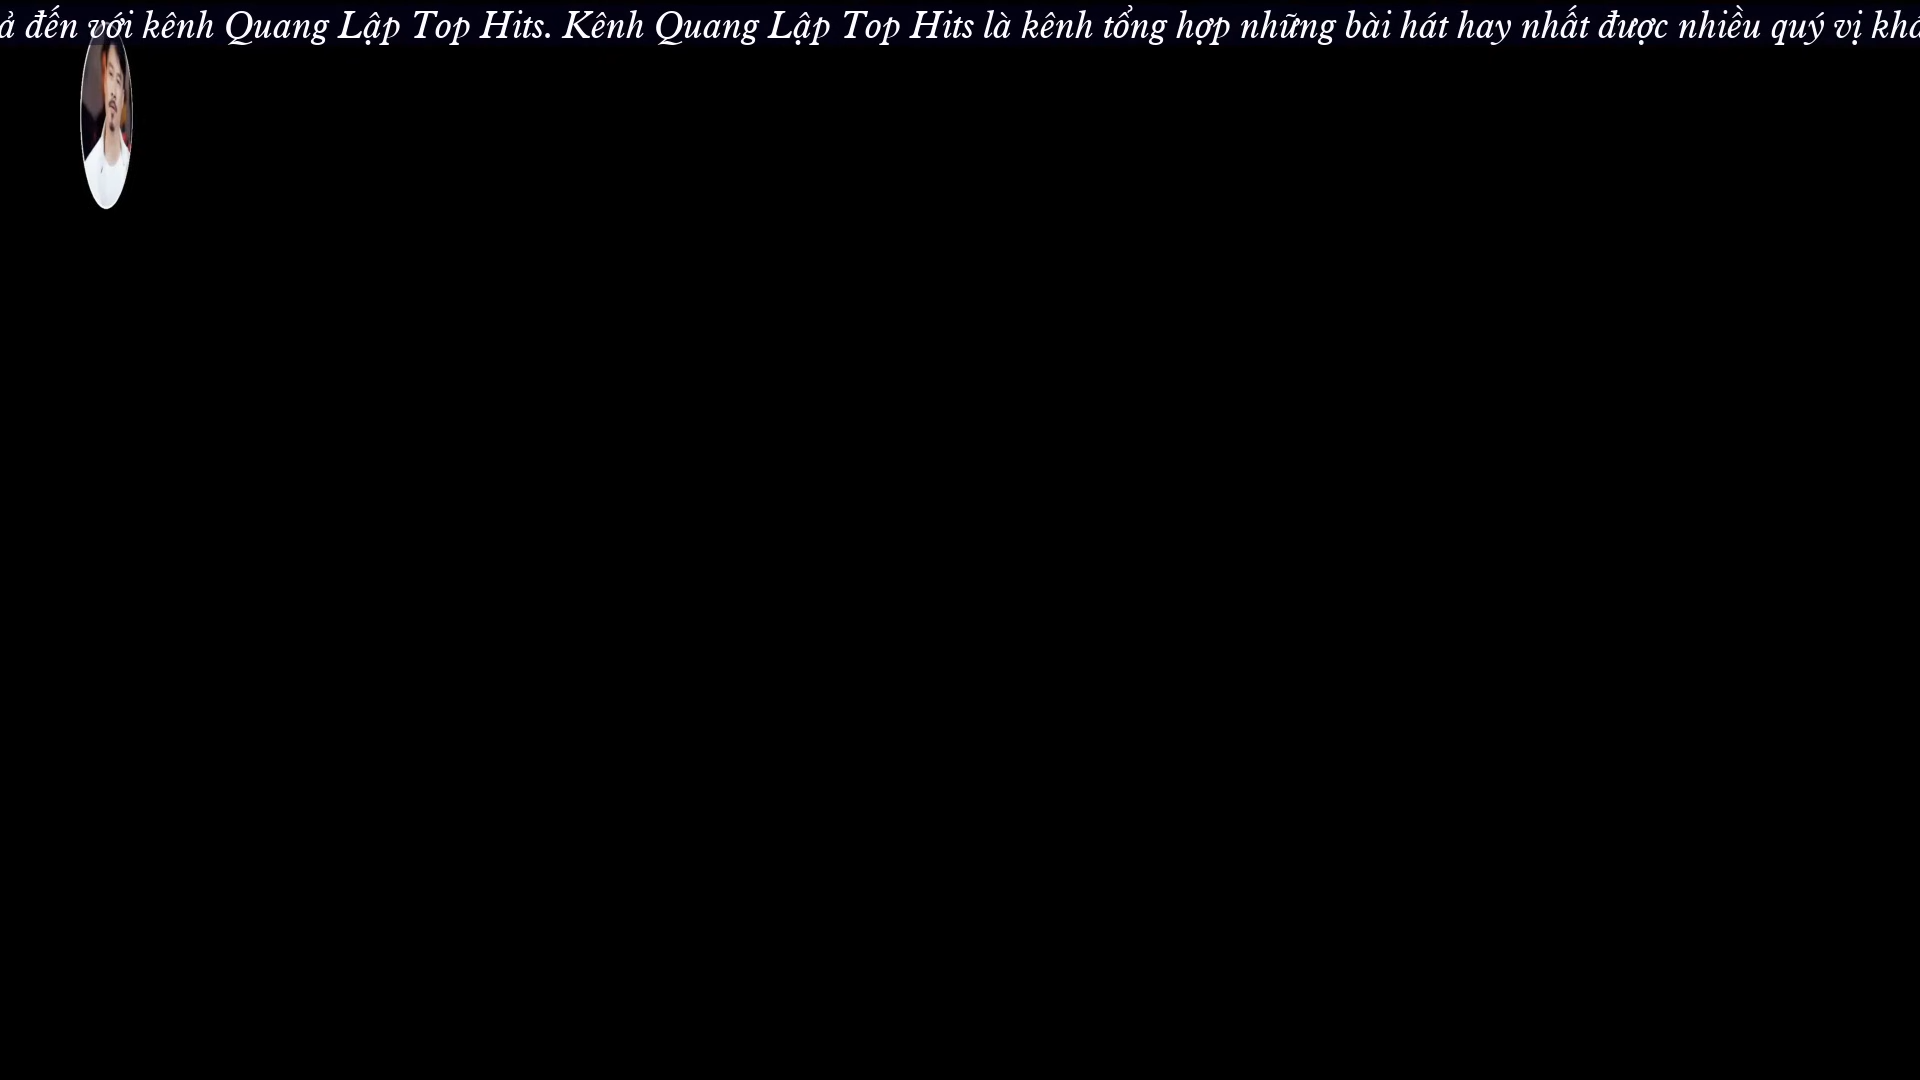 đến với kênh Quang Lập Top Hits. Kênh Quang Lập Top Hits là kênh tổng hợp những bài hát hay nhất được nhiều quý vị